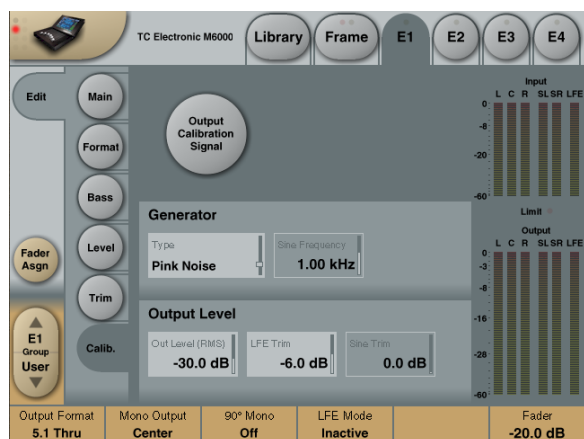 TC Electronic M6000
Library
Frame
E1
E2
E3
E4
Edit
Main
Format
Bass
Level
Trim
Calib.
Fader
Asgn
E1
Group
User
Output
Calibration
Signal
Generator
Type
Pink Noise
Sine Frequency
1.00 kHz
Output Level
Out Level (RMS)
-30.0 dB
LFE Trim
-6.0 dB
Sine Trim
0.0 dB
Input
L C R SL SR LFE
0
-8
-20
-60
Limit
Output
L C R SL SR LFE
0
-3
-8
-16
-28
-60
Output Format
5.1 Thru
Mono Output
Center
90° Mono
Off
LFE Mode
Inactive
Fader
-20.0 dB